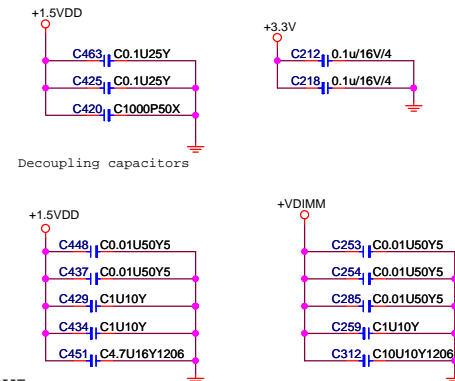 +1.5VDD
C463 C0.1U25Y
C425 C0.1U25Y
C420 C1000P50X
+3.3V
C212 0.1u/16V/4
C218 0.1u/16V/4
Decoupling capacitors
+1.5VDD
C448 C0.01U50Y5
C437 C0.01U50Y5
C429 C1U10Y
C434 C1U10Y
C451 C4.7U16Y1206
+VDIMM
C253 C0.01U50Y5
C254 C0.01U50Y5
C285 C0.01U50Y5
C259 C1U10Y
C312 C10U10Y1206